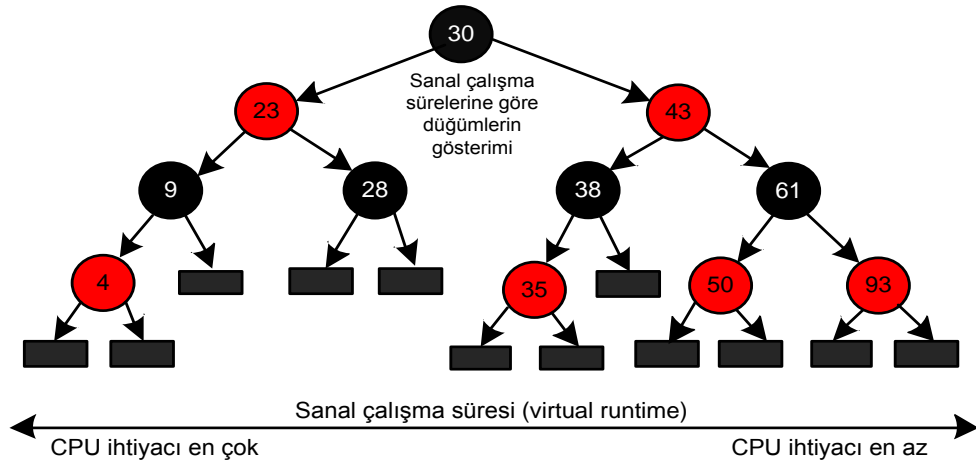 30
Sanal çalışma
sürelerine göre
düğümlerin
gösterimi
23
43
9
28
38
61
4
35
50
93
Sanal çalışma süresi (virtual runtime)
CPU ihtiyacı en çok
CPU ihtiyacı en az